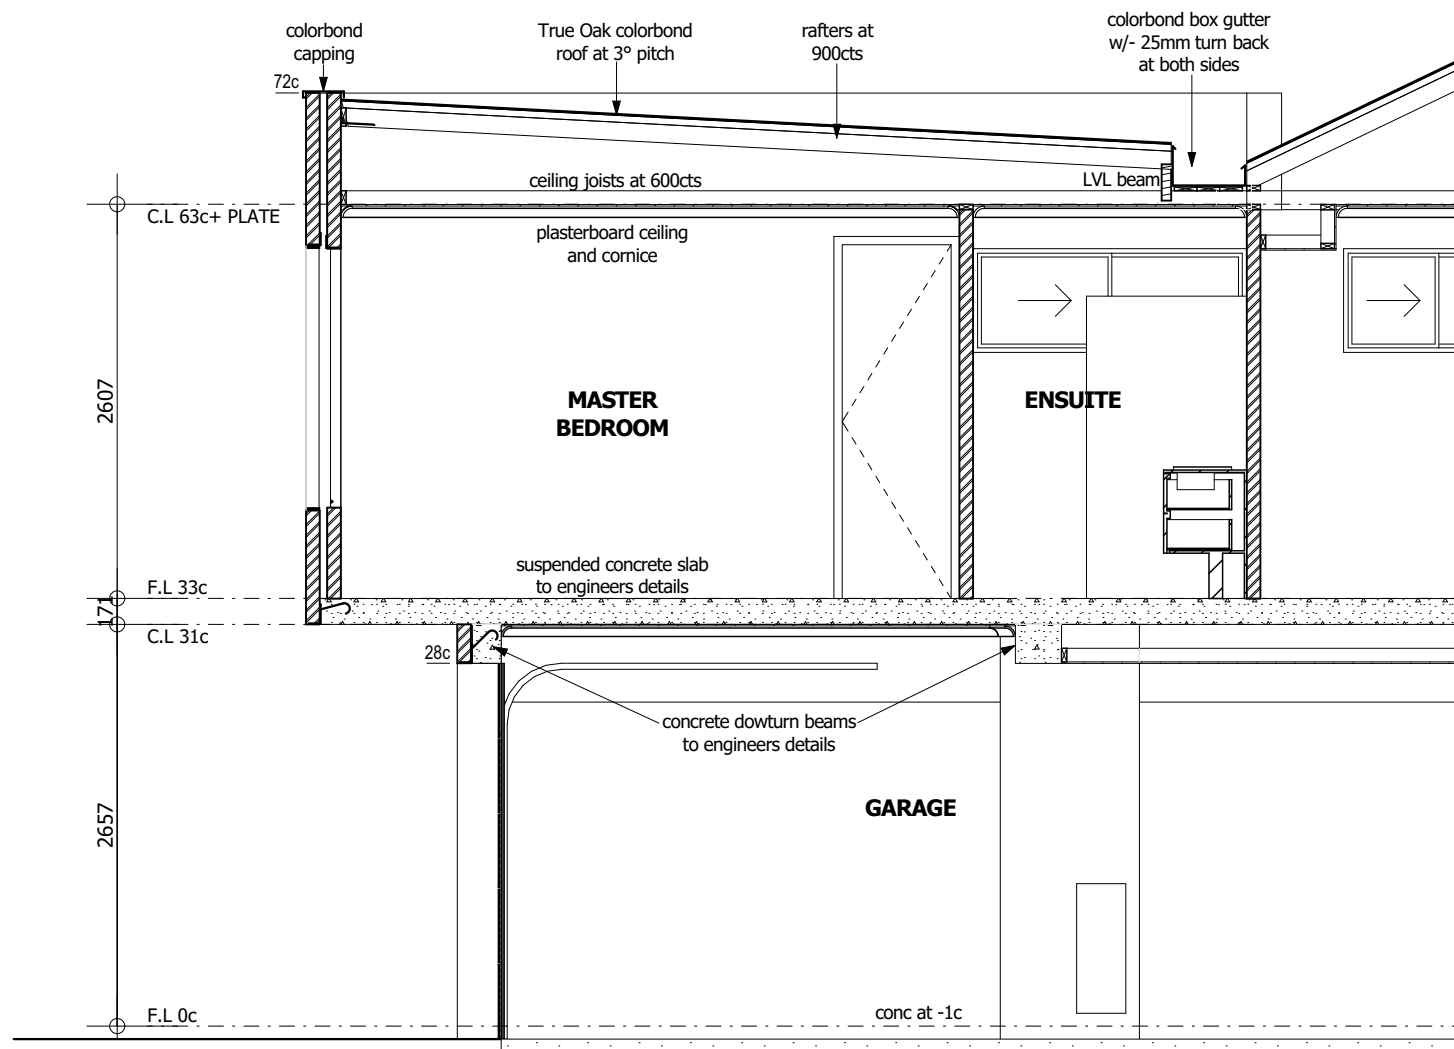 colorbond
capping
True Oak colorbond
roof at 3° pitch
rafters at
900cts
colorbond box gutter
w/- 25mm turn back
at both sides
72c
ceiling joists at 600cts
LVL beam
C.L 63c+ PLATE
plasterboard ceiling
and cornice
2607
MASTER
BEDROOM
ENSUITE
suspended concrete slab
to engineers details
F.L 33c
171
C.L 31c
28c
concrete dowturn beams
to engineers details
GARAGE
2657
F.L 0c
conc at -1c